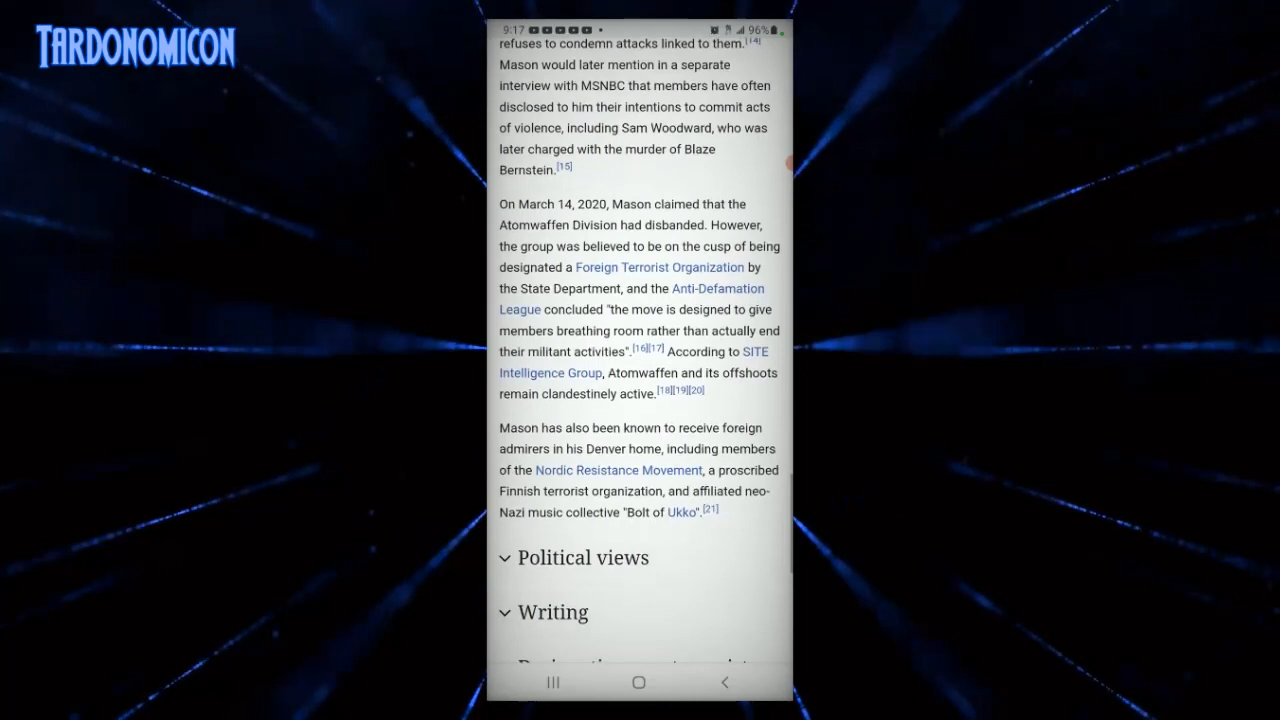 TARDONOMICON
9:17
96%
refuses to condemn attacks linked to them.[14]
Mason would later mention in a separate
interview with MSNBC that members have often
disclosed to him their intentions to commit acts
of violence, including Sam Woodward, who was
later charged with the murder of Blaze
Bernstein.[15]
On March 14, 2020, Mason claimed that the
Atomwaffen Division had disbanded. However,
the group was believed to be on the cusp of being
designated a Foreign Terrorist Organization by
the State Department, and the Anti-Defamation
League concluded "the move is designed to give
members breathing room rather than actually end
their militant activities".[16][17] According to SITE
Intelligence Group, Atomwaffen and its offshoots
remain clandestinely active.[18][19][20]
Mason has also been known to receive foreign
admirers in his Denver home, including members
of the Nordic Resistance Movement, a proscribed
Finnish terrorist organization, and affiliated neo-
Nazi music collective "Bolt of Ukko".[21]
Political views
Writing